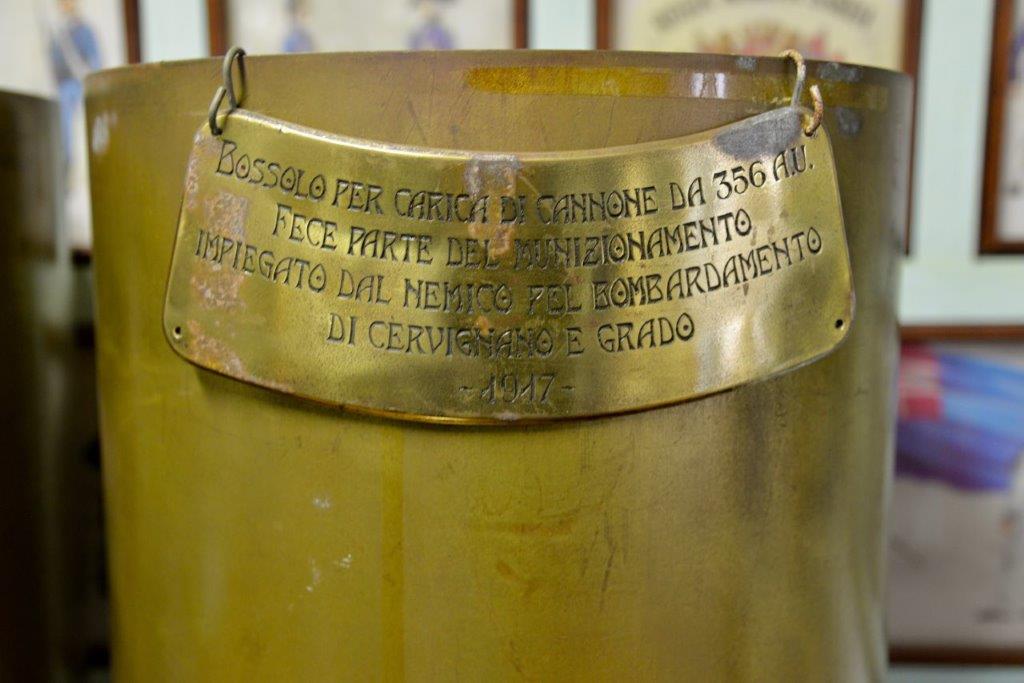 Bossolo per carica di cannone da 356 A.U.
Fece parte del munizionamento
impiegato dal nemico pel bombardamento
di Cervignano e Grado
- 1917 -